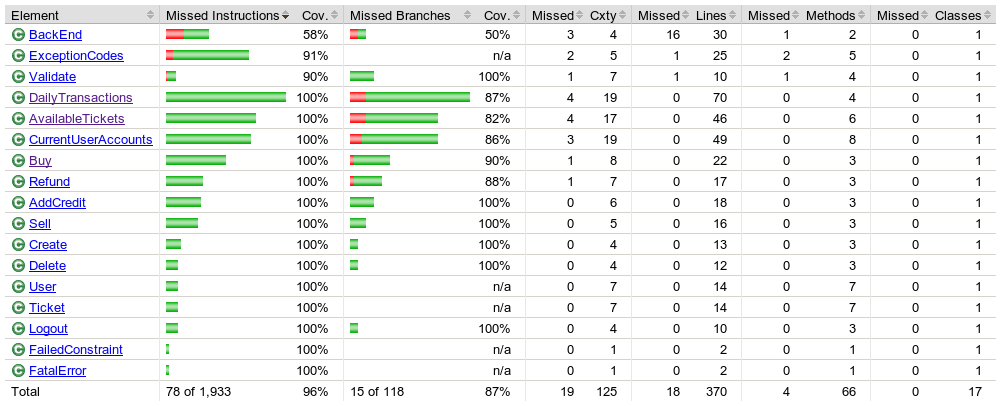 Element Missed Instructions Cov. Missed Branches Cov. Missed Cxty Missed Lines Missed Methods Missed Classes
C BackEnd 58% 50% 3 4 16 30 1 2 0 1
C ExceptionCodes 91% n/a 2 5 1 25 2 5 0 1
C Validate 90% 100% 1 7 1 10 1 4 0 1
C DailyTransactions 100% 87% 4 19 0 70 0 4 0 1
C AvailableTickets 100% 82% 4 17 0 46 0 6 0 1
C CurrentUserAccounts 100% 86% 3 19 0 49 0 8 0 1
C Buy 100% 90% 1 8 0 22 0 3 0 1
C Refund 100% 88% 1 7 0 17 0 3 0 1
C AddCredit 100% 100% 0 6 0 18 0 3 0 1
C Sell 100% 100% 0 5 0 16 0 3 0 1
C Create 100% 100% 0 4 0 13 0 3 0 1
C Delete 100% 100% 0 4 0 12 0 3 0 1
C User 100% n/a 0 7 0 14 0 7 0 1
C Ticket 100% n/a 0 7 0 14 0 7 0 1
C Logout 100% 100% 0 4 0 10 0 3 0 1
C FailedConstraint 100% n/a 0 1 0 2 0 1 0 1
C FatalError 100% n/a 0 1 0 2 0 1 0 1
Total 78 of 1,933 96% 15 of 118 87% 19 125 18 370 4 66 0 17